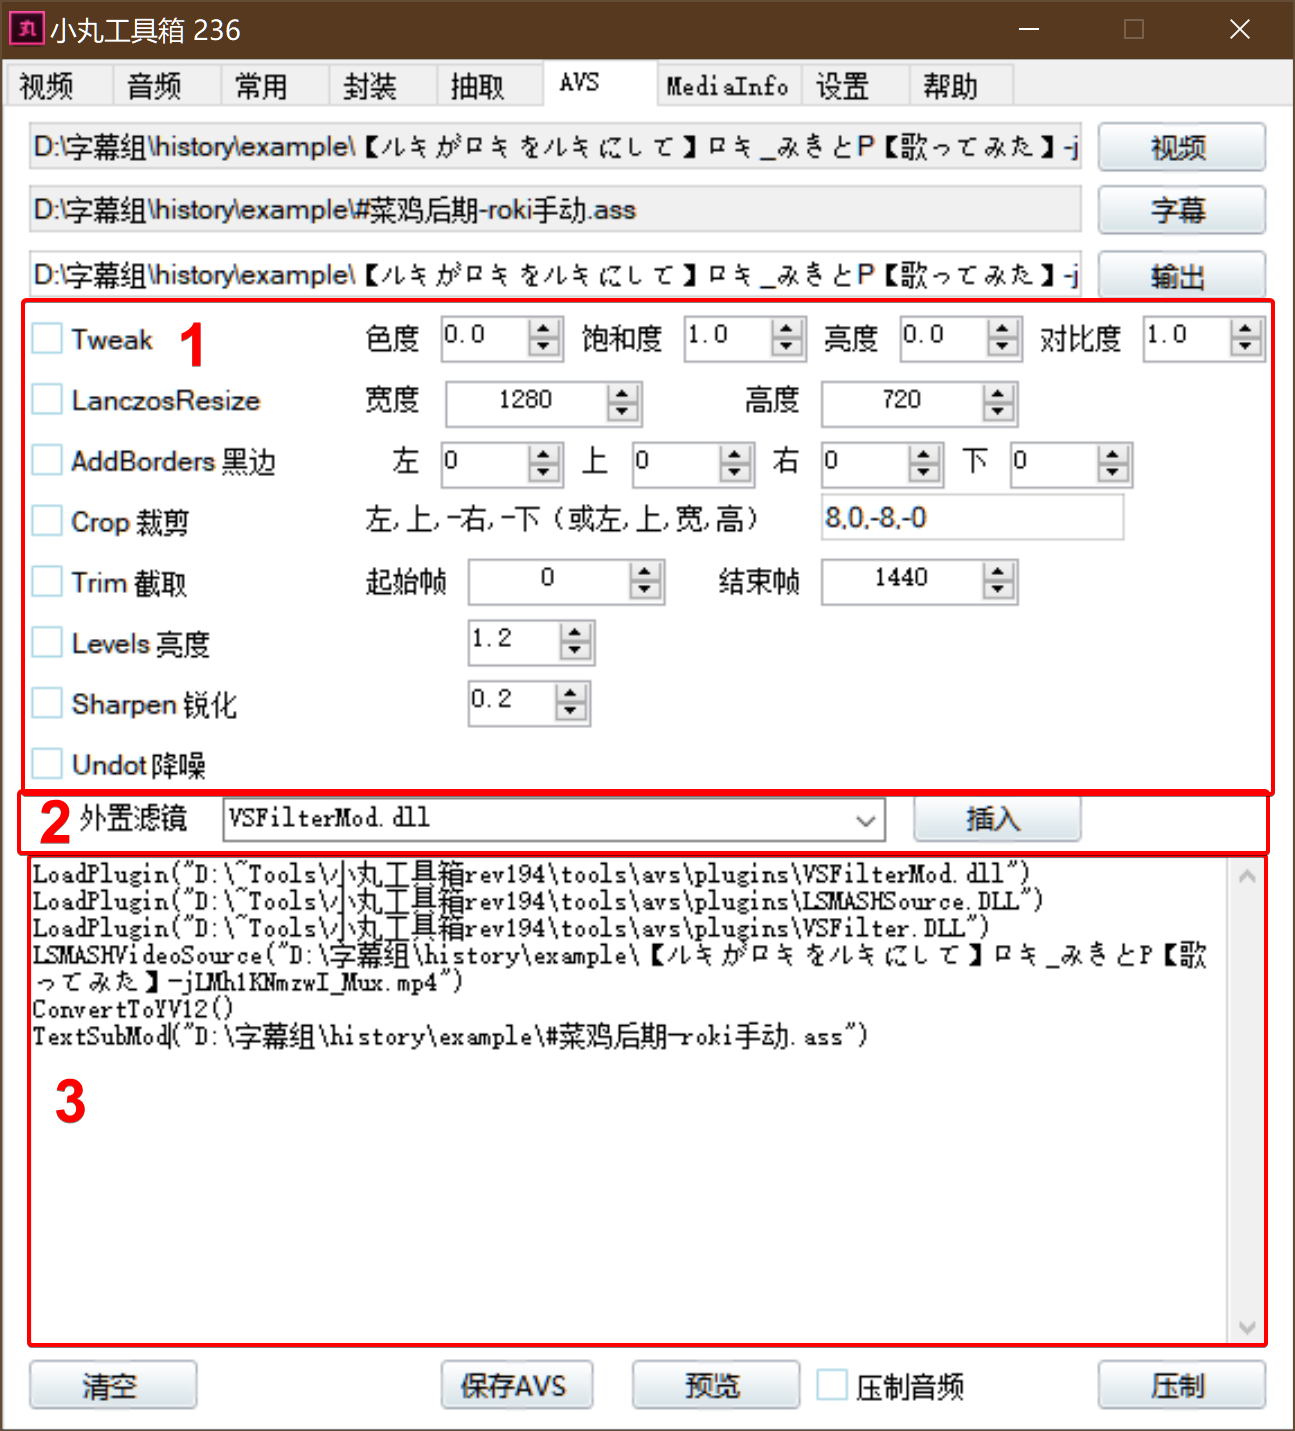 小丸工具箱 236
视频 音频 常用 封装 抽取 AVS MediaInfo 设置 帮助
D:\字幕组\history\example\【ルキがロキをルキにして】ロキ_みきとP【歌ってみた】-j 视频
D:\字幕组\history\example\#菜鸡后期-roki手动.ass 字幕
D:\字幕组\history\example\【ルキがロキをルキにして】ロキ_みきとP【歌ってみた】-j 输出
Tweak 1 色度 0.0 饱和度 1.0 亮度 0.0 对比度 1.0
LanczosResize 宽度 1280 高度 720
AddBorders 黑边 左 0 上 0 右 0 下 0
Crop 裁剪 左,上,-右,-下(或左,上,宽,高) 8,0,-8,-0
Trim 截取 起始帧 0 结束帧 1440
Levels 亮度 1.2
Sharpen 锐化 0.2
Undot降噪
2 外置滤镜 VSFilterMod.dll 插入
LoadPlugin("D:\~Tools\小丸工具箱rev194\tools\avs\plugins\VSFilterMod.dll")
LoadPlugin("D:\~Tools\小丸工具箱rev194\tools\avs\plugins\LSMASHSource.DLL")
LoadPlugin("D:\~Tools\小丸工具箱rev194\tools\avs\plugins\VSFilter.DLL")
LSMASHVideoSource("D:\字幕组\history\example\【ルキがロキをルキにして】ロキ_みきとP【歌
ってみた】-jLMh1KNmzwI_Mux.mp4")
ConvertToYV12()
TextSubMod("D:\字幕组\history\example\#菜鸡后期-roki手动.ass")
3
清空 保存AVS 预览 压制音频 压制